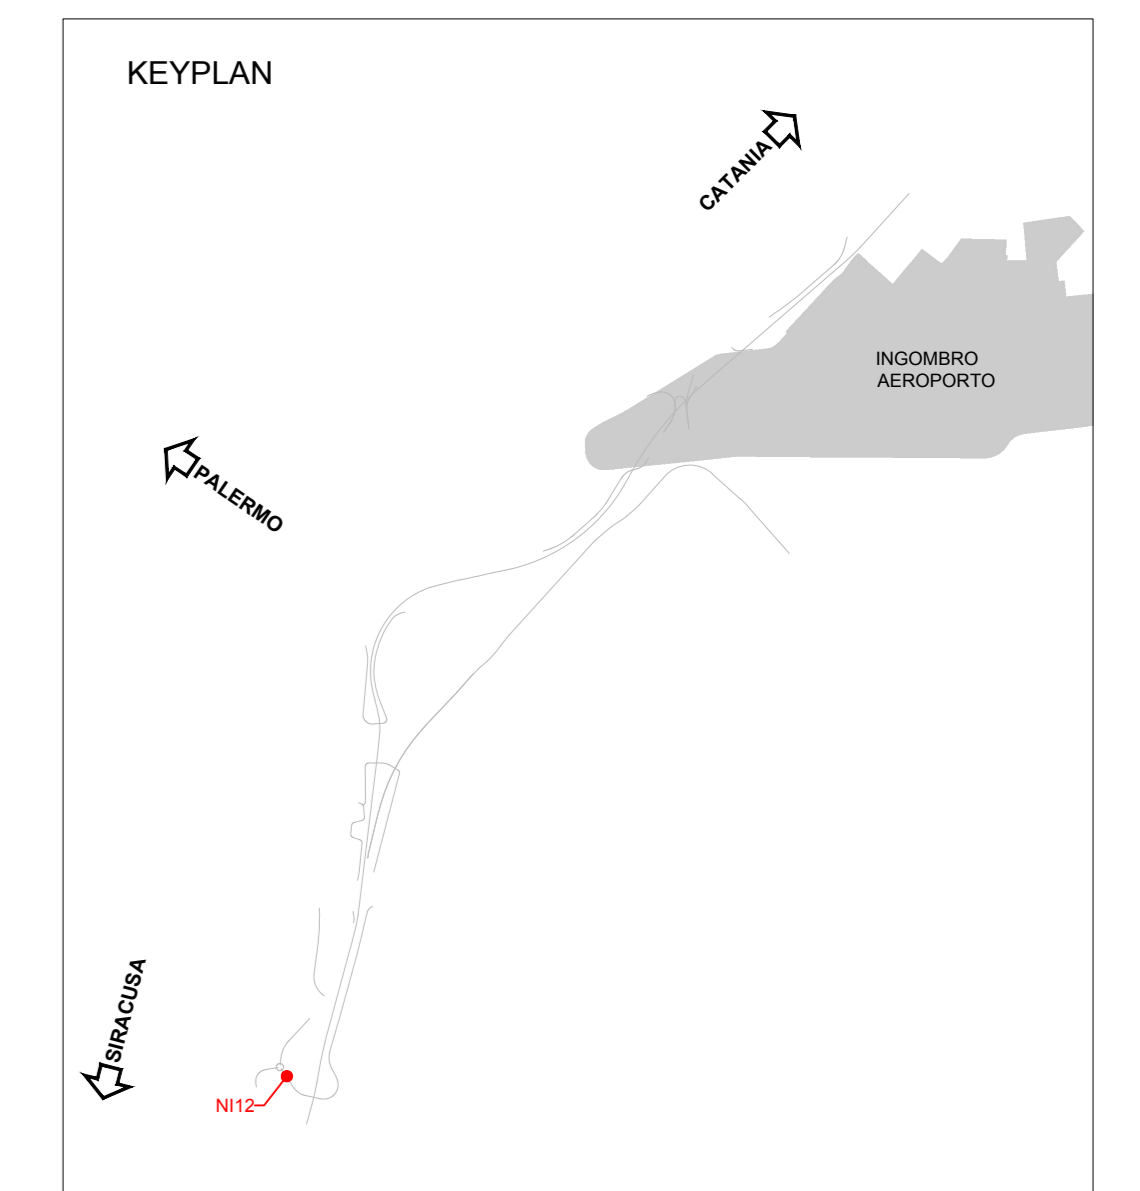 KEYPLAN
CATANIA
INGOMBRO
AEROPORTO
PALERMO
SIRACUSA
NI12